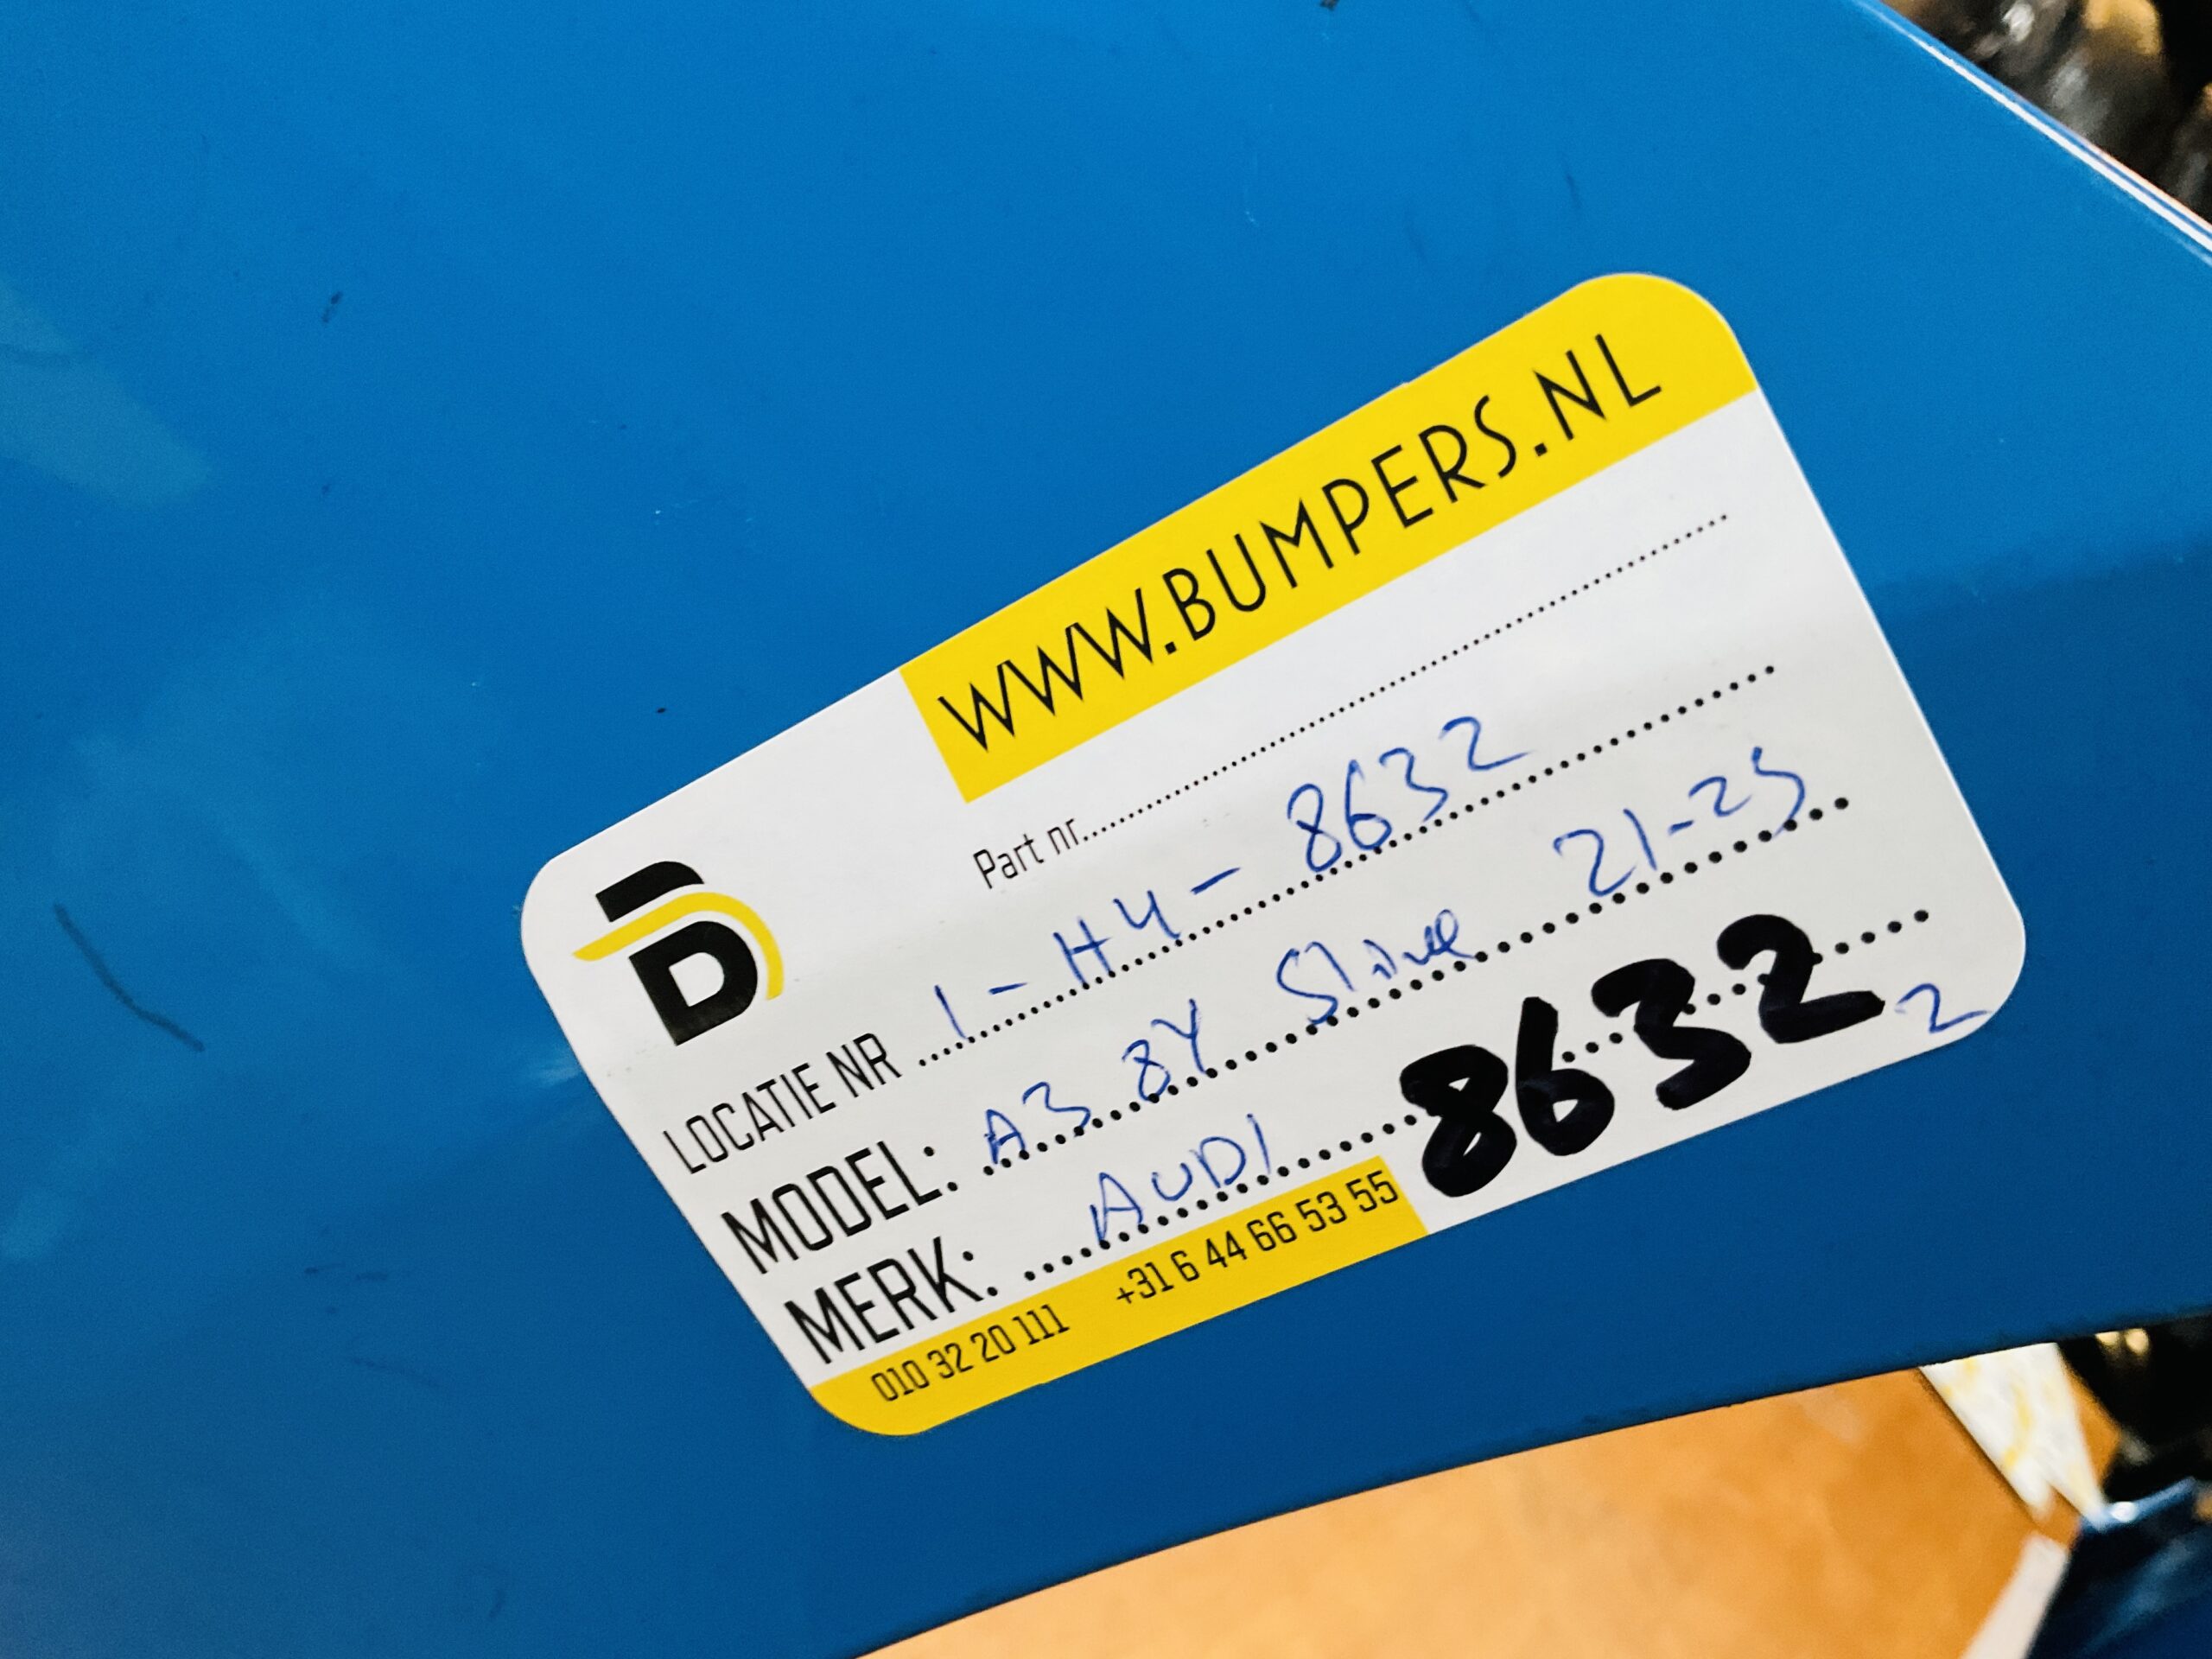 WWW.BUMPERS.NL
Part nr.
LOCATIE NR 1-H4-8632
MODEL: A3 8Y Sline 21-25
MERK: AUDI 8632 2
010 32 20 111 +31 6 44 66 53 55